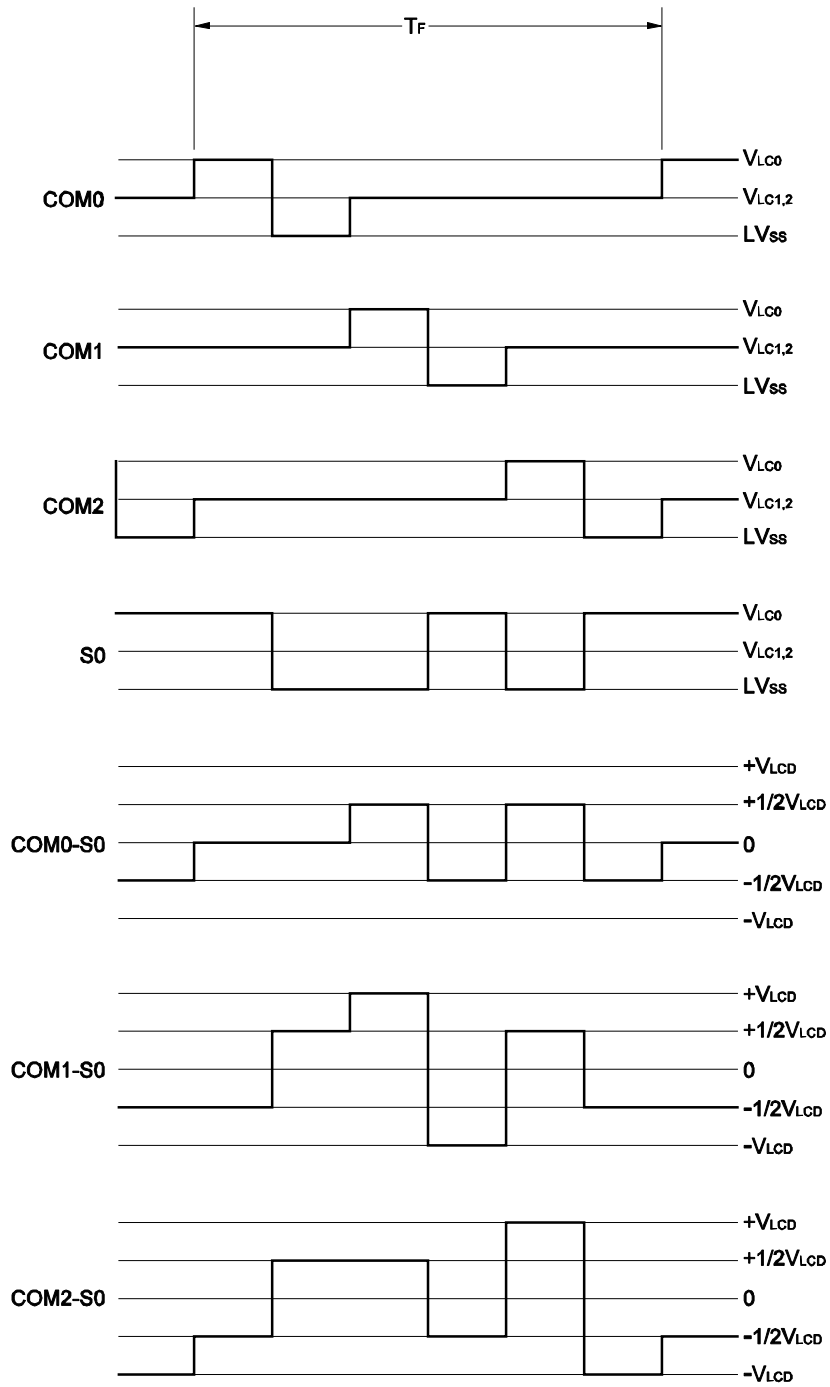 TF
VLC0
COM0
VLC1,2
LVSS
VLC0
COM1
VLC1,2
LVSS
VLC0
COM2
VLC1,2
LVSS
VLC0
S0
VLC1,2
LVSS
+VLCD
+1/2VLCD
COM0-S0
0
-1/2VLCD
-VLCD
+VLCD
+1/2VLCD
COM1-S0
0
-1/2VLCD
-VLCD
+VLCD
+1/2VLCD
COM2-S0
0
-1/2VLCD
-VLCD